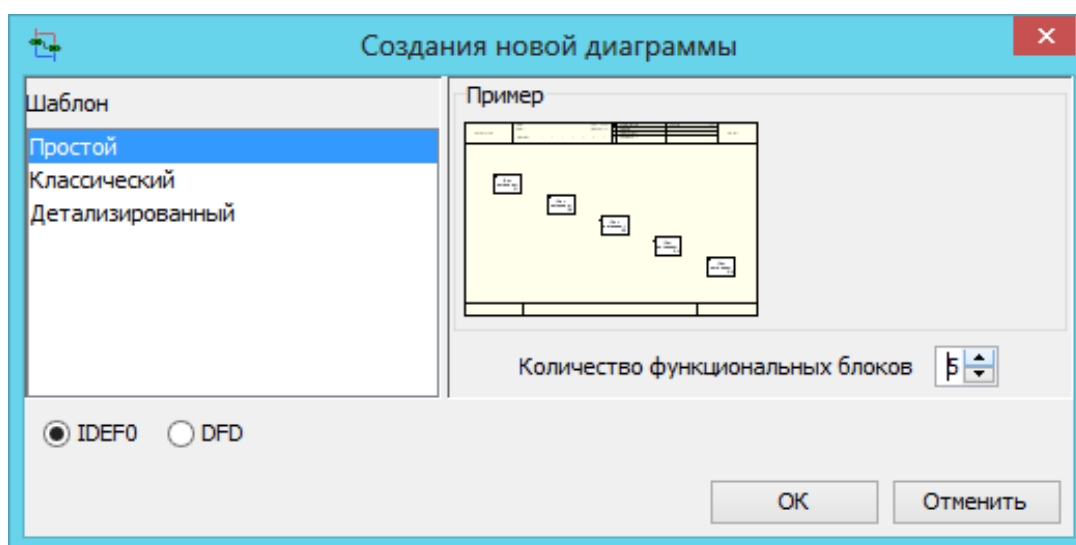 Создания новой диаграммы
Шаблон
Простой
Классический
Детализированный
Пример
Количество функциональных блоков 5
IDEF0 DFD
OK Отменить